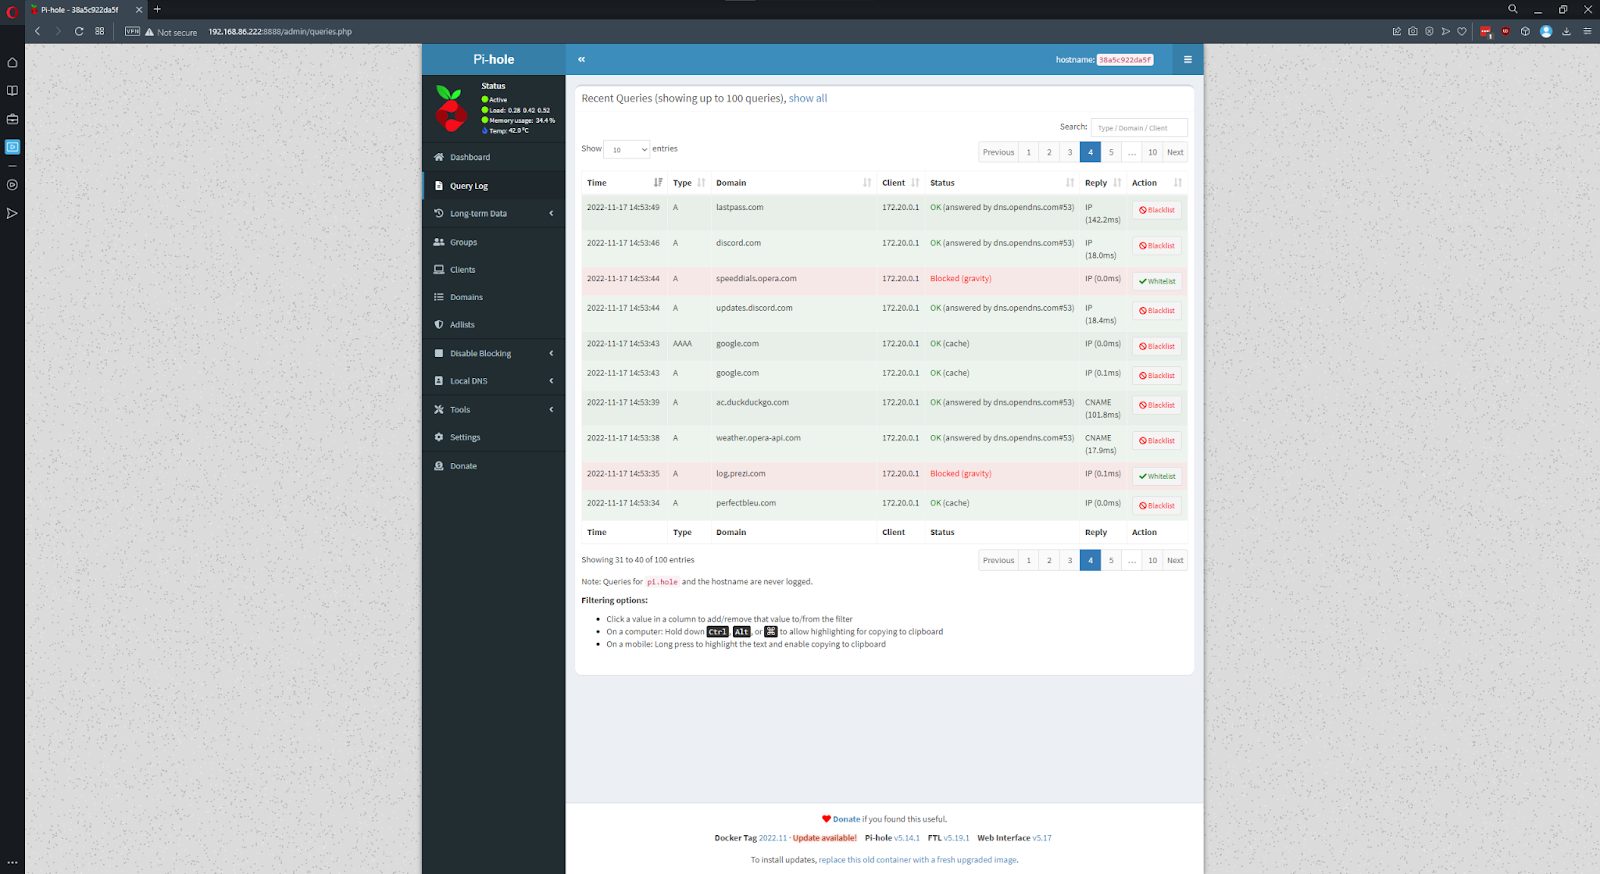 Pi-hole - 38a5c922da5f
VPN Not secure 192.168.86.222:8888/admin/queries.php
Pi-hole
hostname: 38a5c922da5f
Status
Active
Load: 0.28 0.42 0.52
Memory usage: 34.4 %
Temp: 42.0 °C
Dashboard
Query Log
Long-term Data
Groups
Clients
Domains
Adlists
Disable Blocking
Local DNS
Tools
Settings
Donate
Recent Queries (showing up to 100 queries), show all
Search: Type / Domain / Client
Show 10 entries
Previous 1 2 3 4 5 … 10 Next
Time Type Domain Client Status Reply Action
2022-11-17 14:53:49 A lastpass.com 172.20.0.1 OK (answered by dns.opendns.com#53) IP Blacklist
(142.2ms)
2022-11-17 14:53:46 A discord.com 172.20.0.1 OK (answered by dns.opendns.com#53) IP Blacklist
(18.0ms)
2022-11-17 14:53:44 A speeddials.opera.com 172.20.0.1 Blocked (gravity) IP (0.0ms) Whitelist
2022-11-17 14:53:44 A updates.discord.com 172.20.0.1 OK (answered by dns.opendns.com#53) IP Blacklist
(18.4ms)
2022-11-17 14:53:43 AAAA google.com 172.20.0.1 OK (cache) IP (0.0ms) Blacklist
2022-11-17 14:53:43 A google.com 172.20.0.1 OK (cache) IP (0.1ms) Blacklist
2022-11-17 14:53:39 A ac.duckduckgo.com 172.20.0.1 OK (answered by dns.opendns.com#53) CNAME Blacklist
(101.8ms)
2022-11-17 14:53:38 A weather.opera-api.com 172.20.0.1 OK (answered by dns.opendns.com#53) CNAME Blacklist
(17.9ms)
2022-11-17 14:53:35 A log.prezi.com 172.20.0.1 Blocked (gravity) IP (0.1ms) Whitelist
2022-11-17 14:53:34 A perfectbleu.com 172.20.0.1 OK (cache) IP (0.0ms) Blacklist
Time Type Domain Client Status Reply Action
Showing 31 to 40 of 100 entries
Previous 1 2 3 4 5 … 10 Next
Note: Queries for pi.hole and the hostname are never logged.
Filtering options:
• Click a value in a column to add/remove that value to/from the filter
• On a computer: Hold down Ctrl, Alt, or ⌘ to allow highlighting for copying to clipboard
• On a mobile: Long press to highlight the text and enable copying to clipboard
Donate if you found this useful.
Docker Tag 2022.11 · Update available! Pi-hole v5.14.1 FTL v5.19.1 Web Interface v5.17
To install updates, replace this old container with a fresh upgraded image.